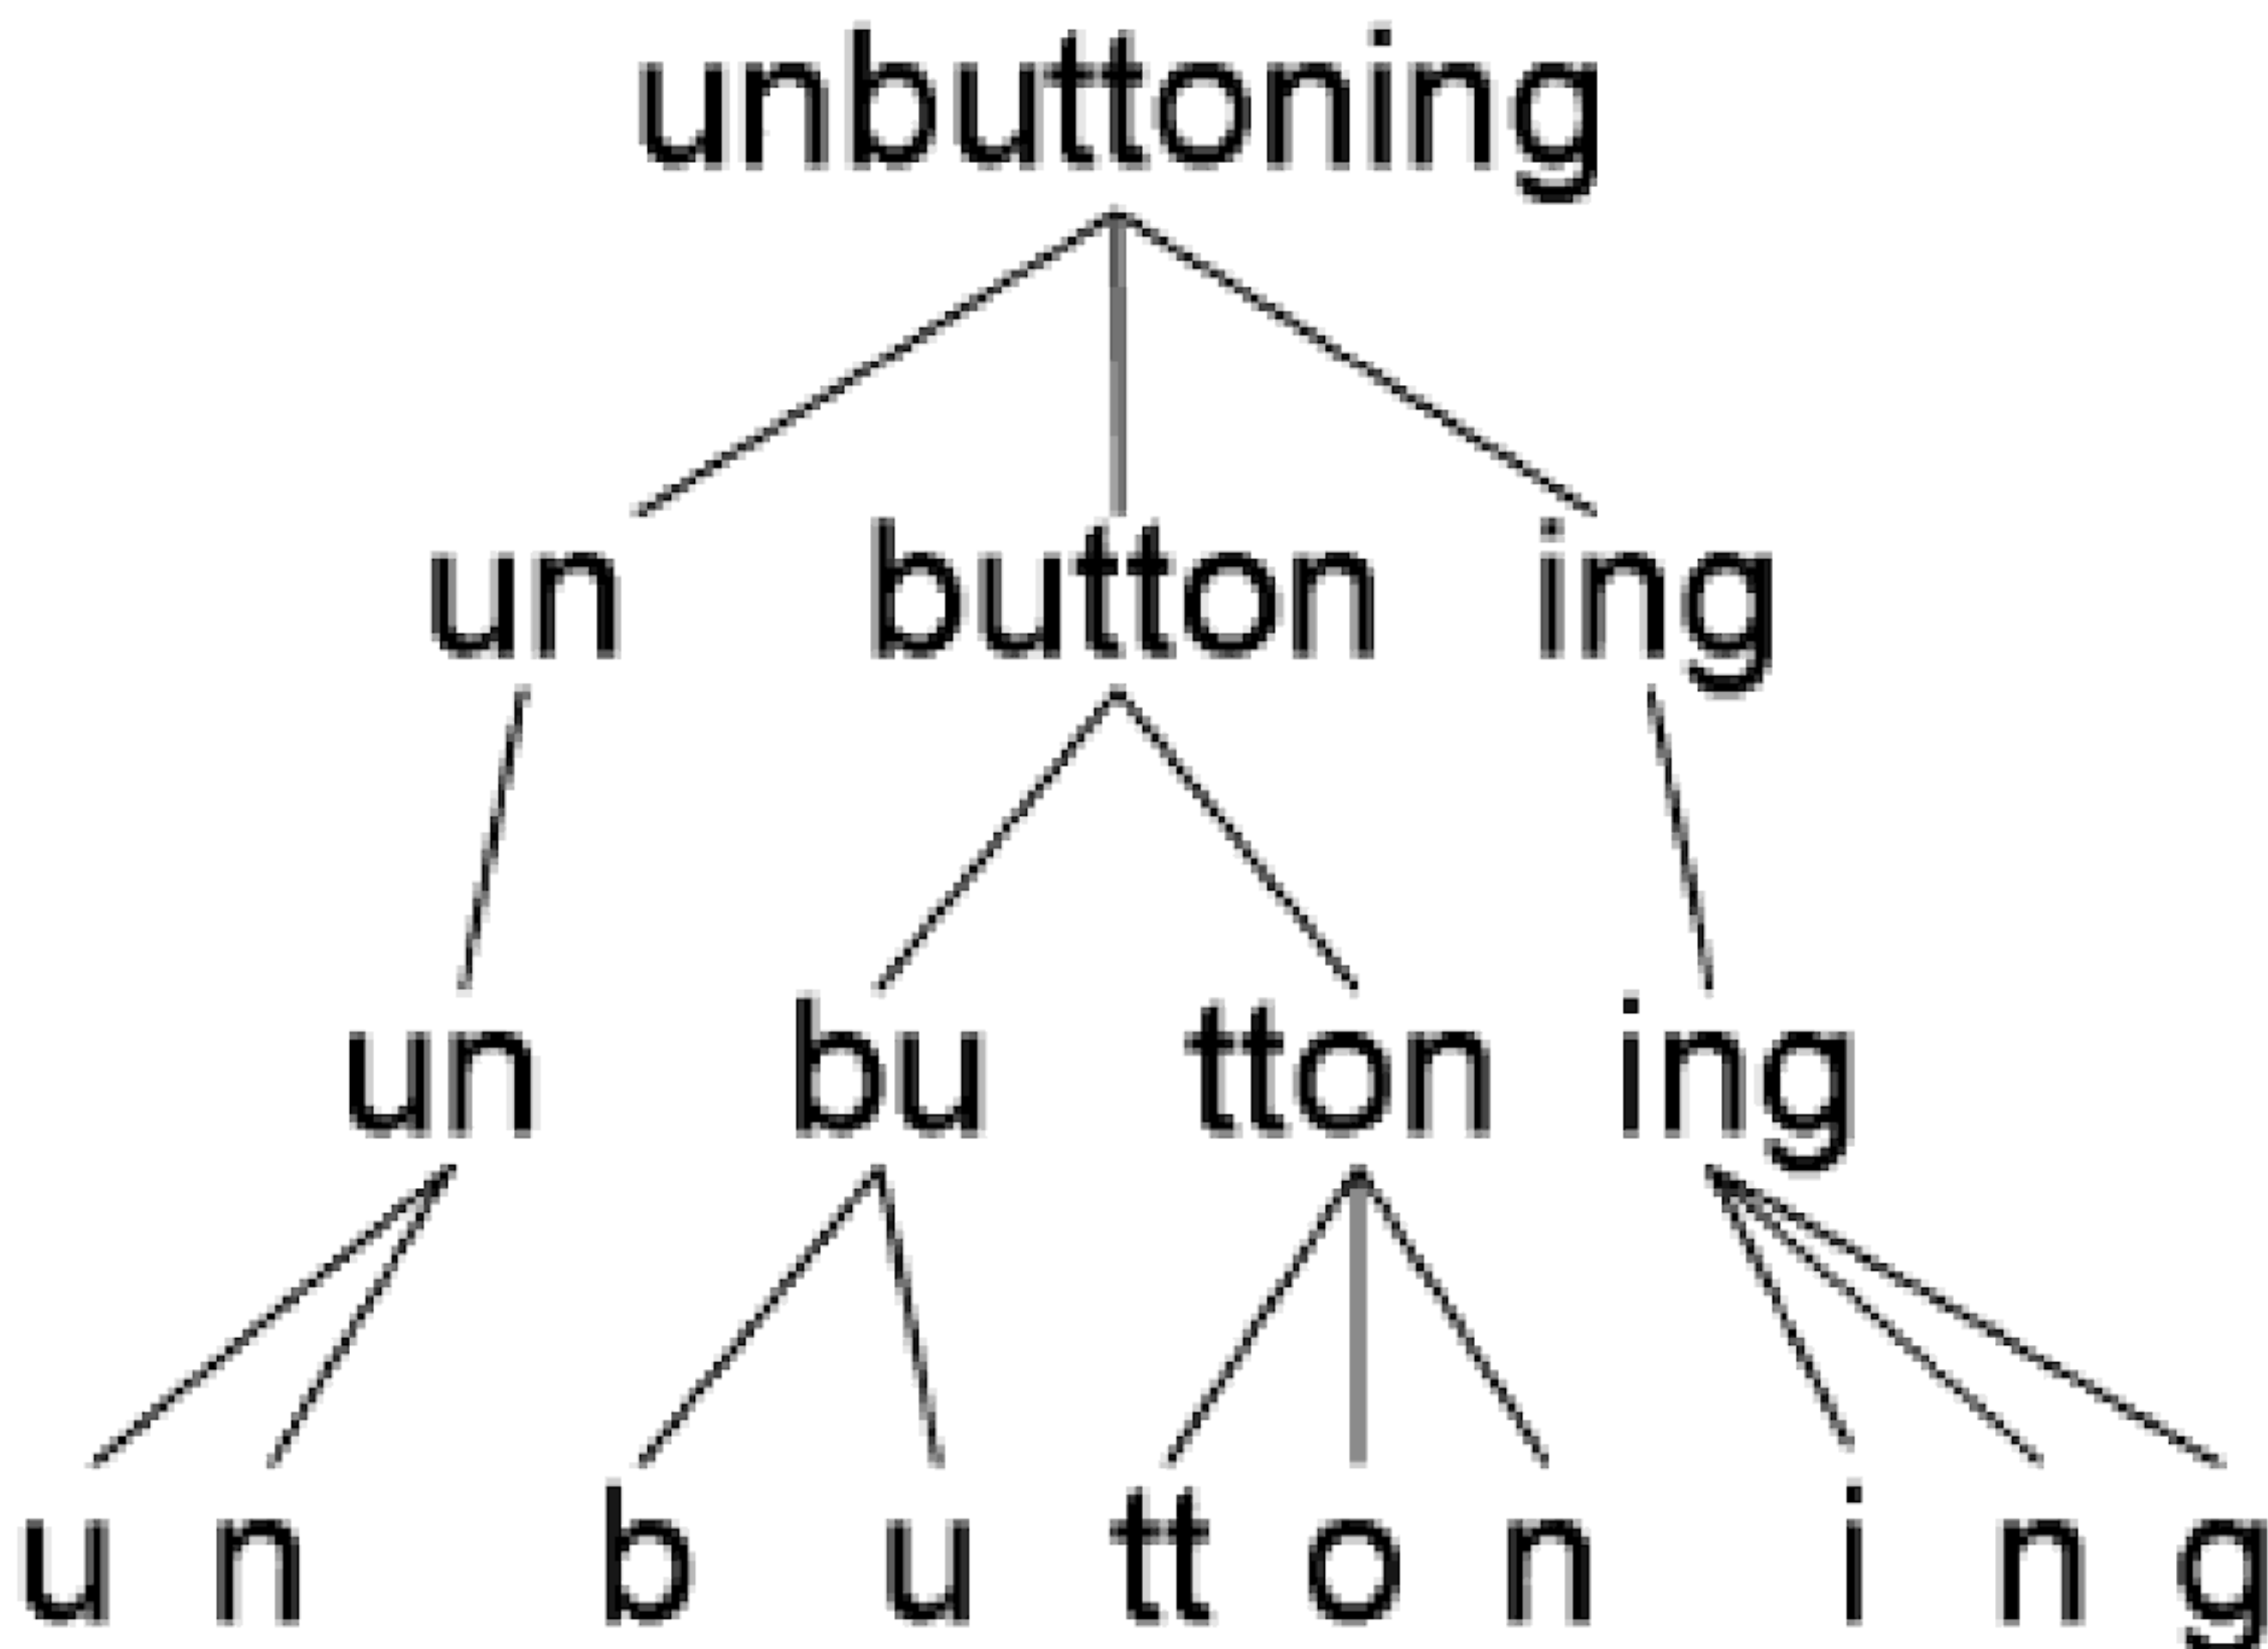 unbuttoning
un button ing
un bu tton ing
u n b u tt o n i n g